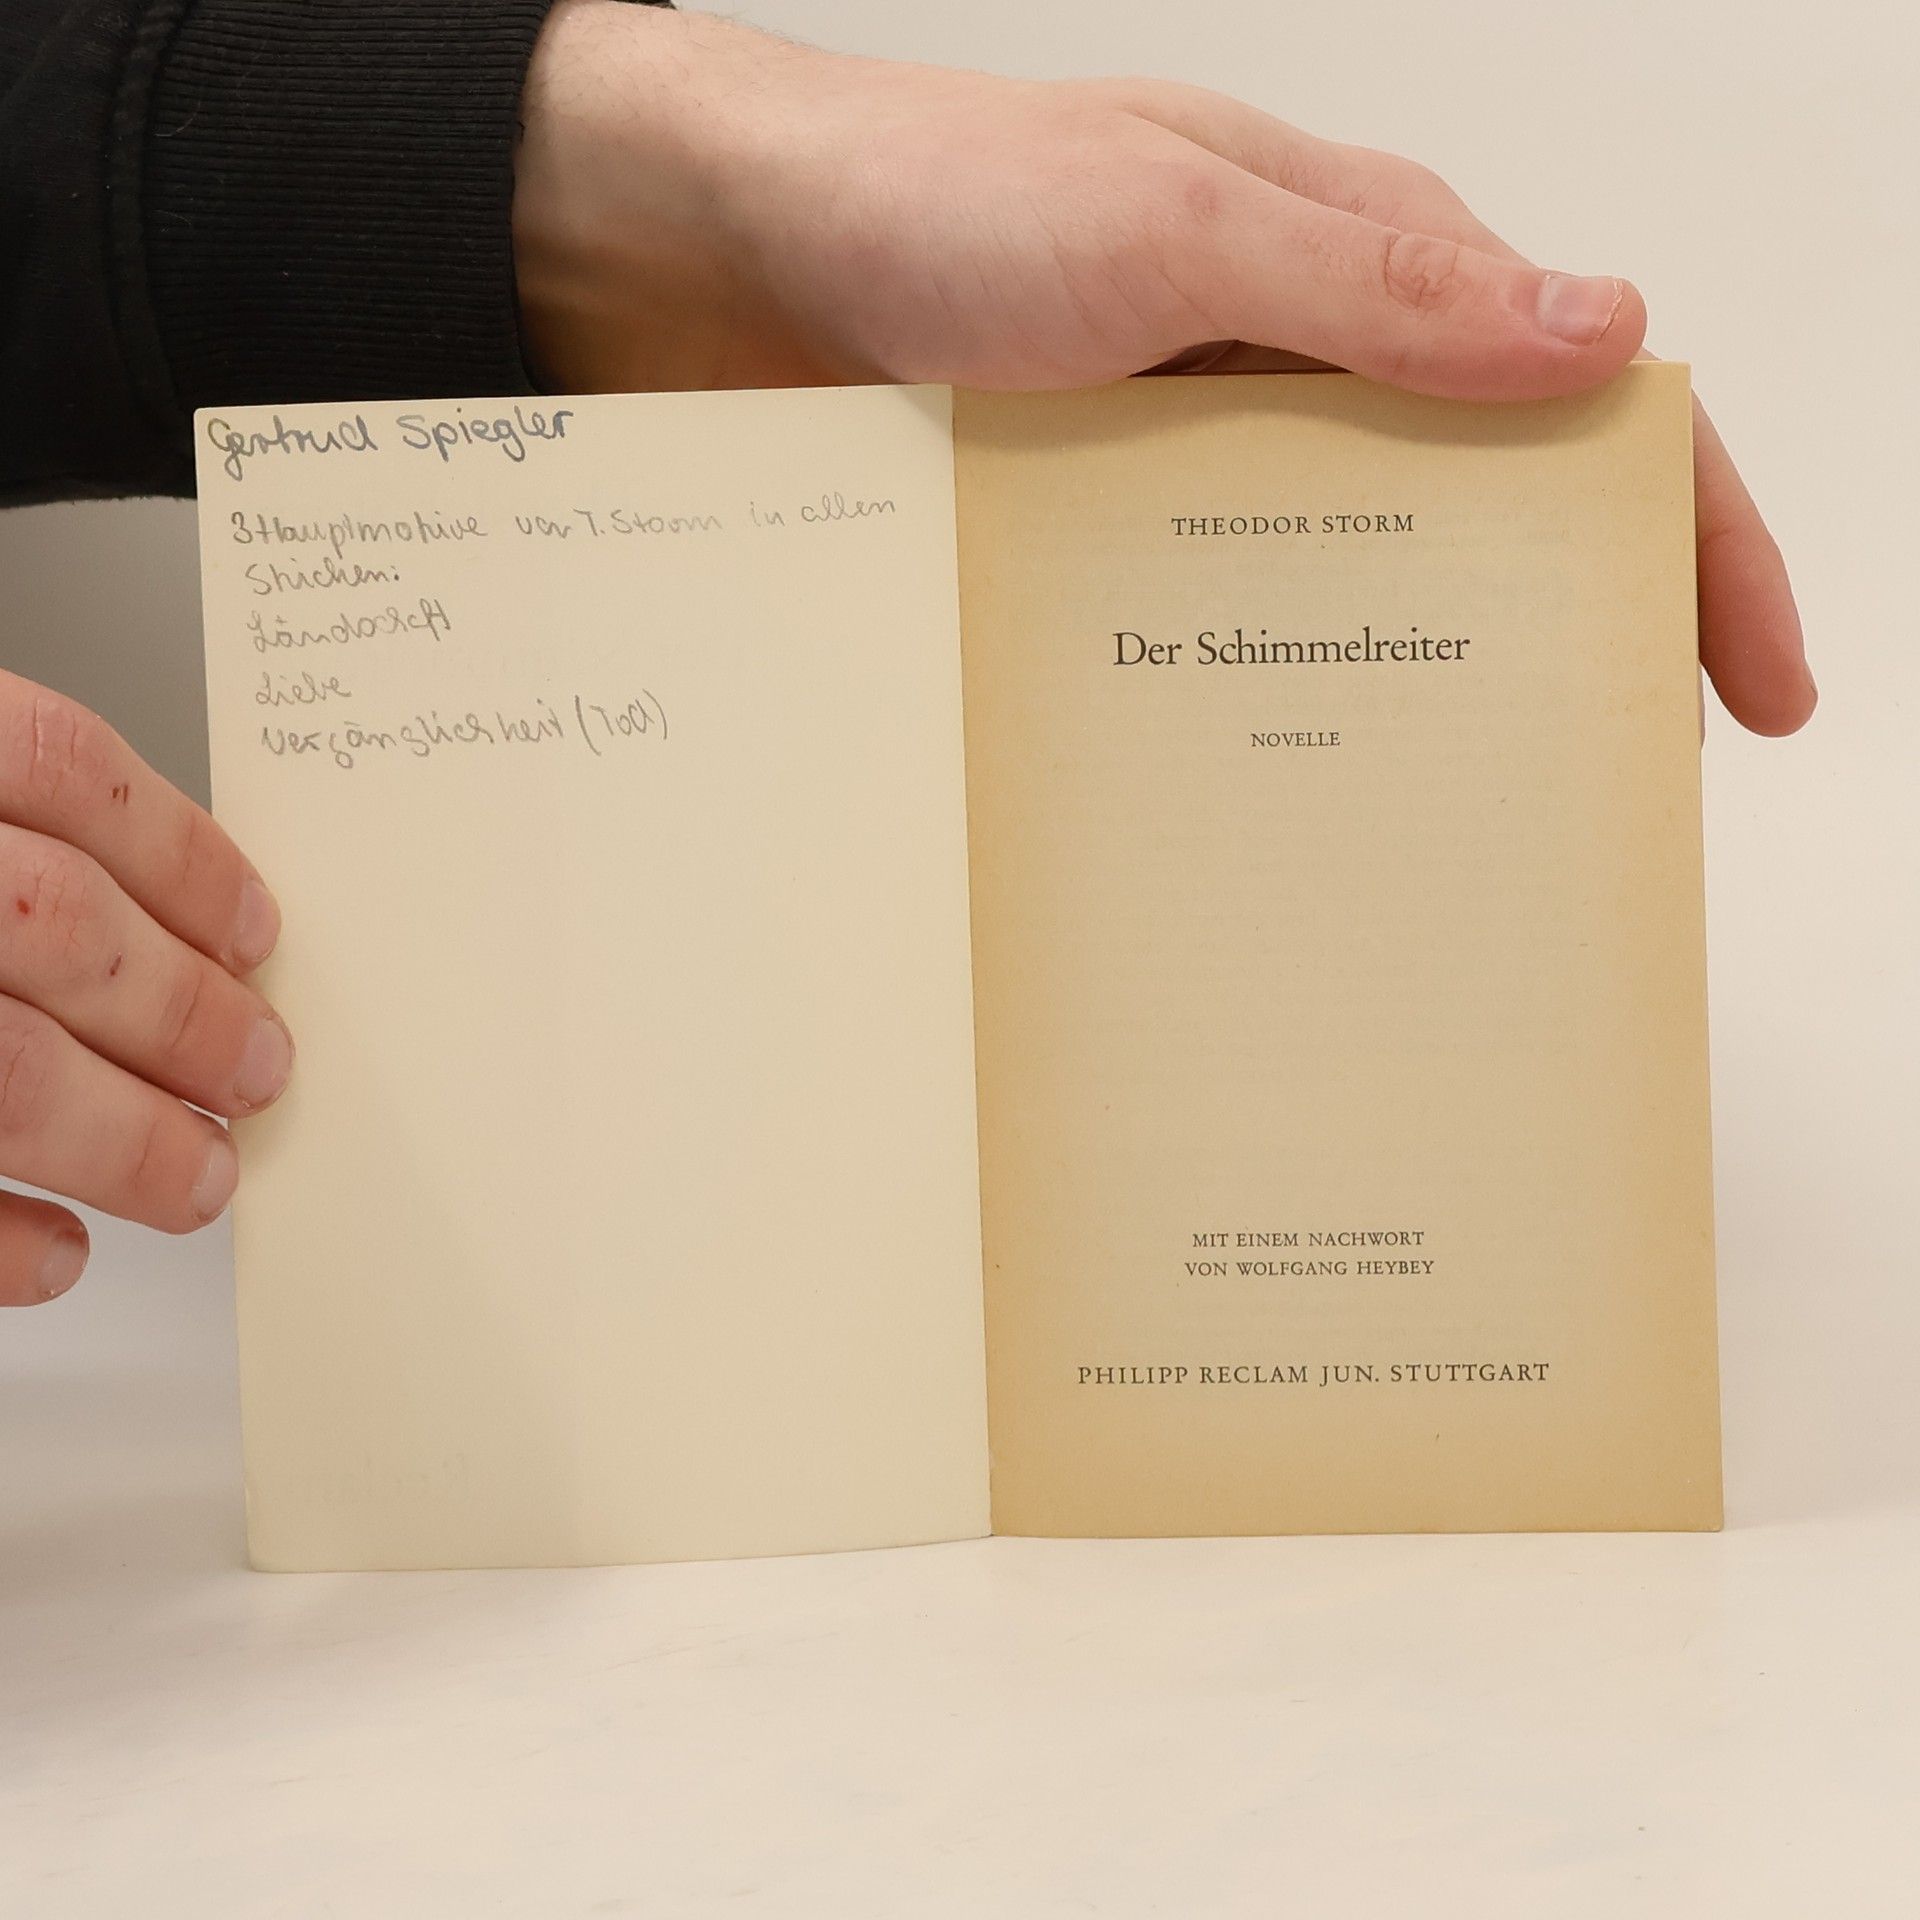 Gertrud Spiegler
3 Hauptmotive von T. Storm in allen
Stücken:
Landschaft
Liebe
Vergänglichkeit (Tod)
THEODOR STORM
Der Schimmelreiter
NOVELLE
MIT EINEM NACHWORT
VON WOLFGANG HEYBEY
PHILIPP RECLAM JUN. STUTTGART